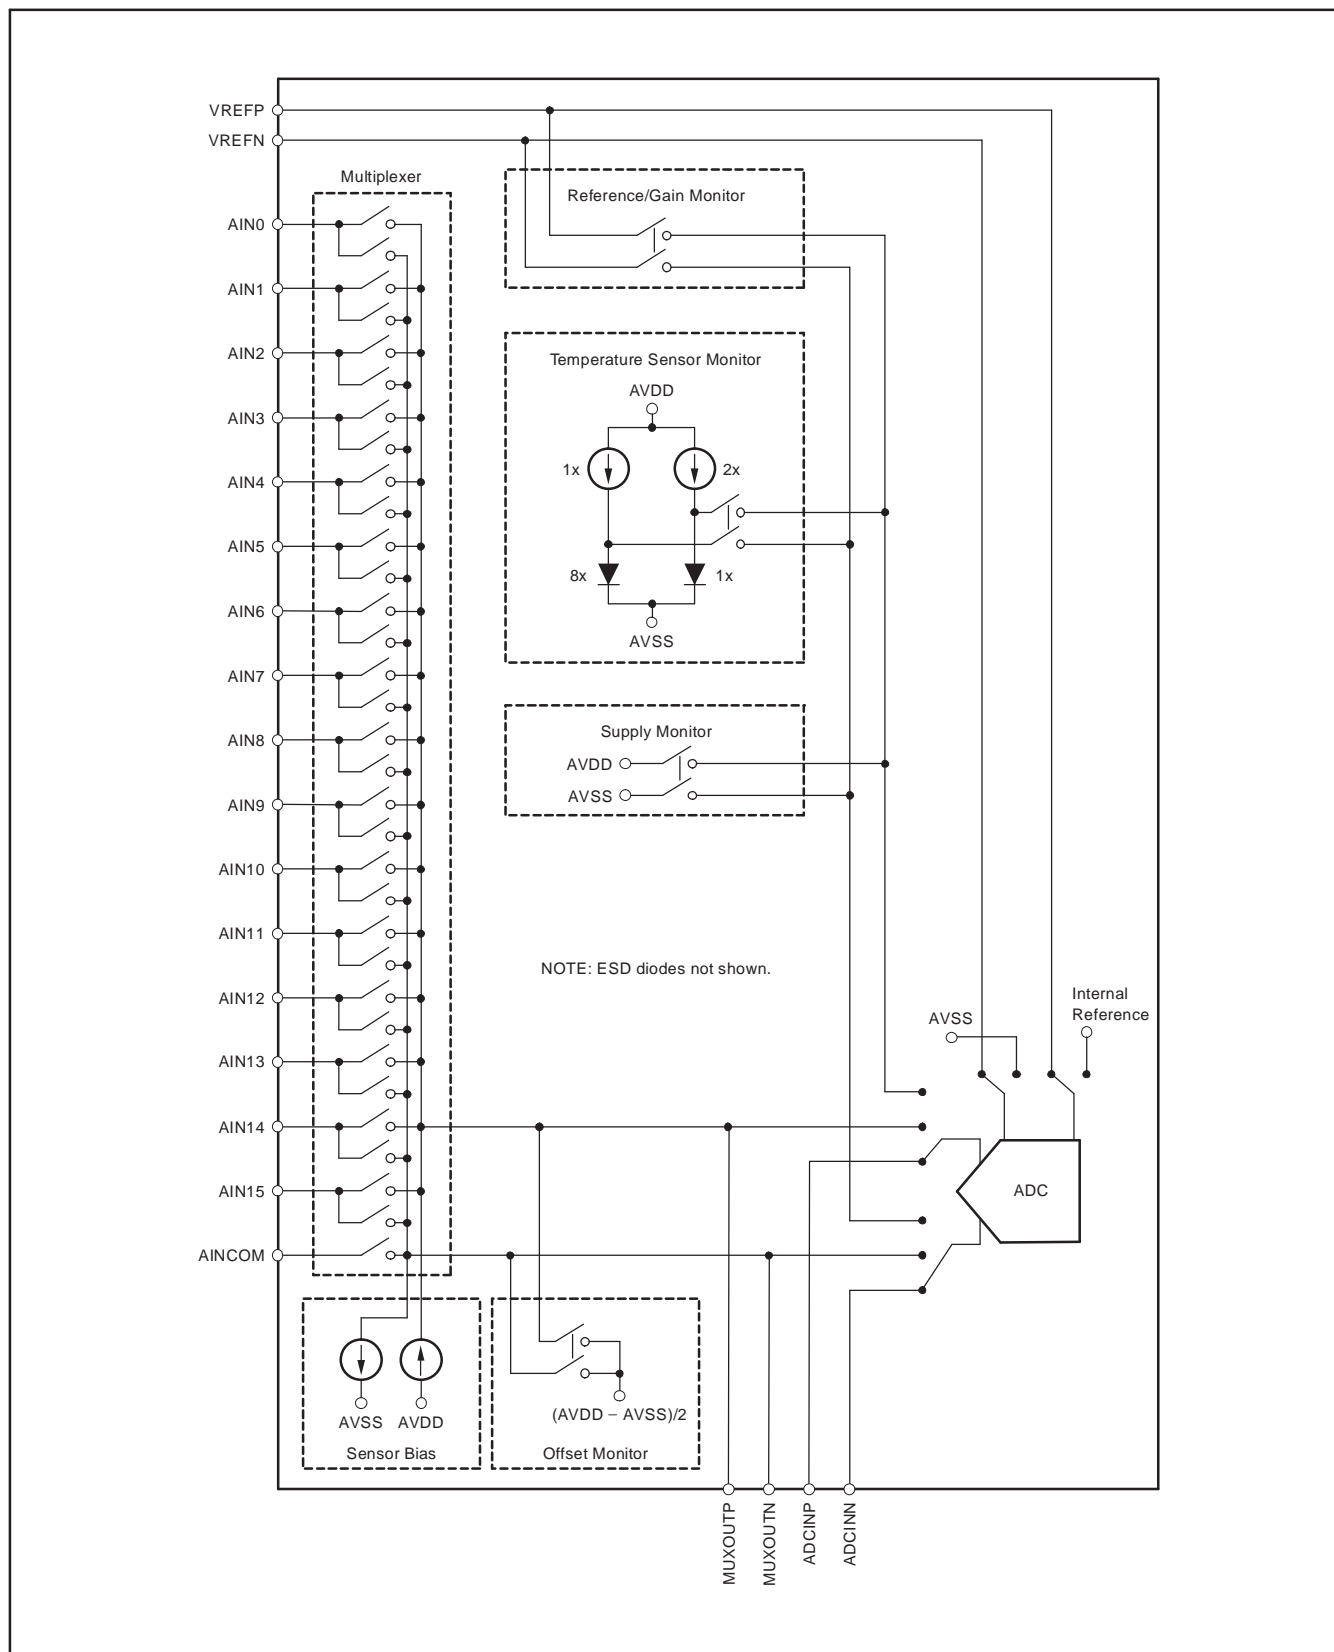 VREFP
VREFN
Multiplexer
Reference/Gain Monitor
AIN0
AIN1
AIN2
AIN3
AIN4
AIN5
AIN6
AIN7
AIN8
AIN9
AIN10
AIN11
AIN12
AIN13
AIN14
AIN15
AINCOM
Temperature Sensor Monitor
AVDD
1x
2x
8x
1x
AVSS
Supply Monitor
AVDD
AVSS
NOTE: ESD diodes not shown.
AVSS
Internal
Reference
ADC
AVSS
AVDD
Sensor Bias
(AVDD − AVSS)/2
Offset Monitor
MUXOUTP
MUXOUTN
ADCINP
ADCINN